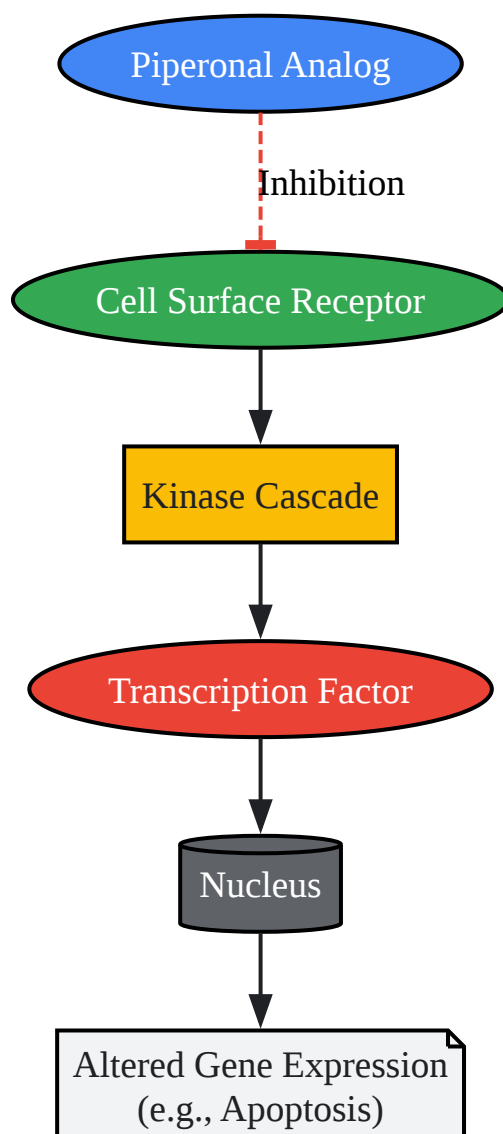 Piperonal Analog
Inhibition
Cell Surface Receptor
Kinase Cascade
Transcription Factor
Nucleus
Altered Gene Expression
(e.g., Apoptosis)